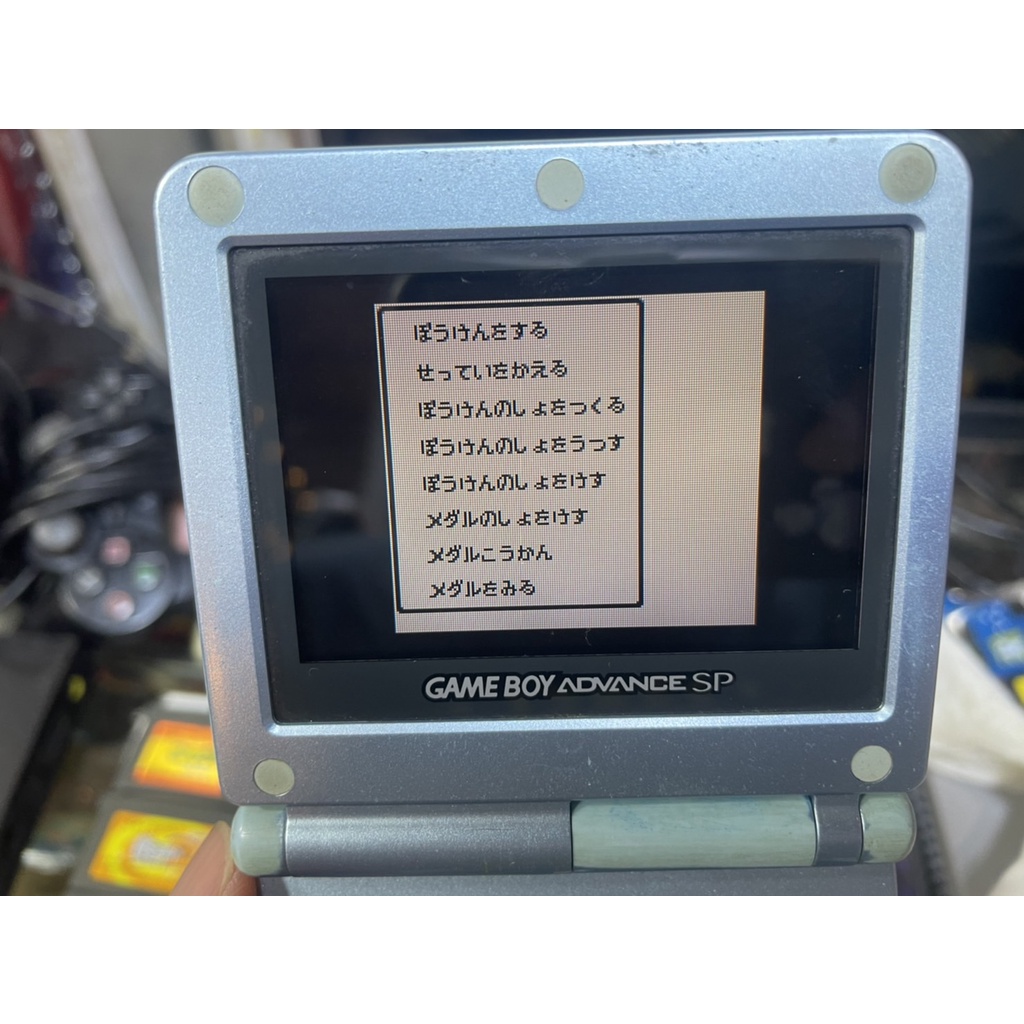 ぼうけんをする
せっていをかえる
ぼうけんのしょをつくる
ぼうけんのしょをうつす
ぼうけんのしょをけす
メダルのしょをけす
メダルこうかん
メダルをみる
GAME BOY ADVANCE SP